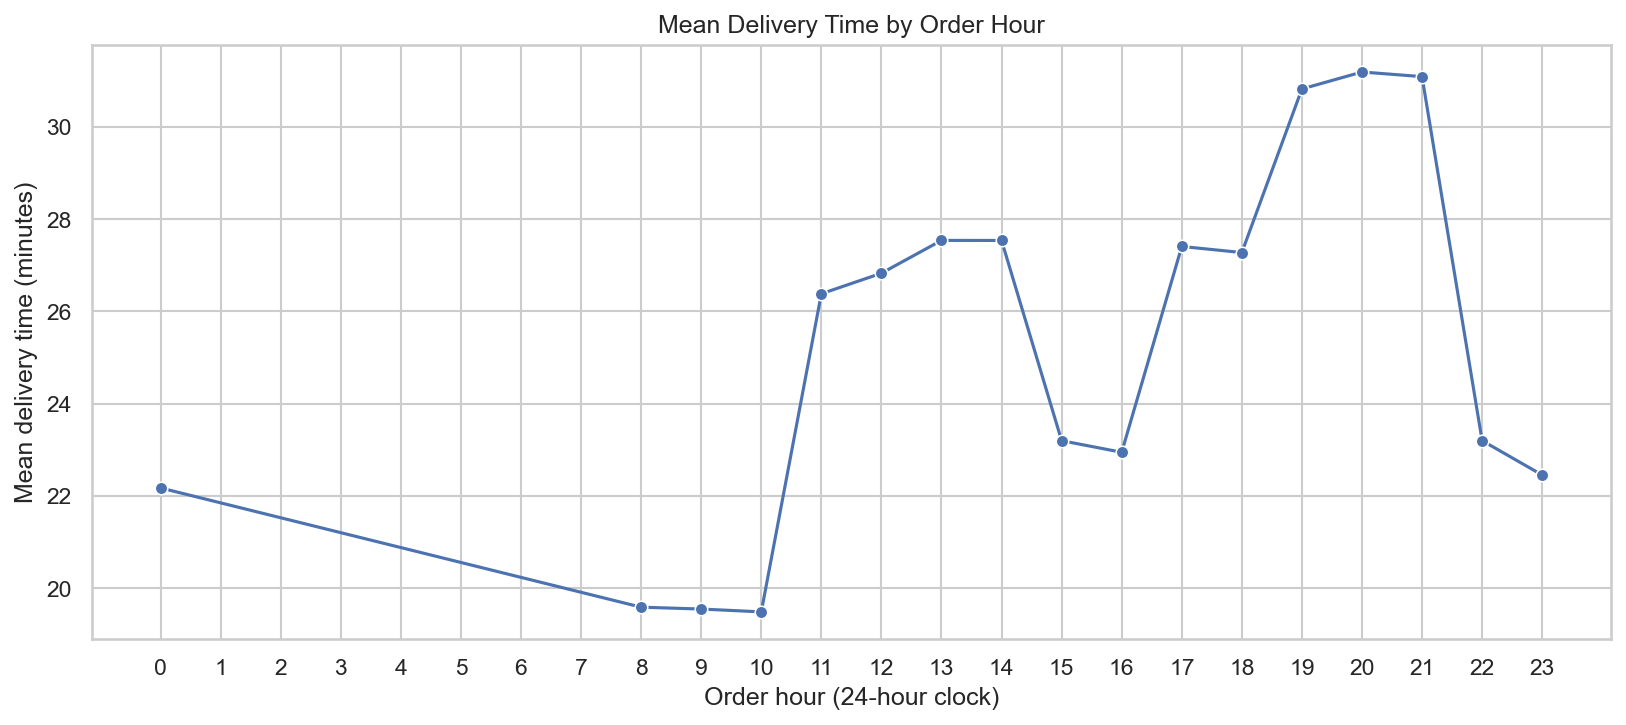 Mean Delivery Time by Order Hour
Mean delivery time (minutes)
30
28
26
24
22
20
0 1 2 3 4 5 6 7 8 9 10 11 12 13 14 15 16 17 18 19 20 21 22 23
Order hour (24-hour clock)